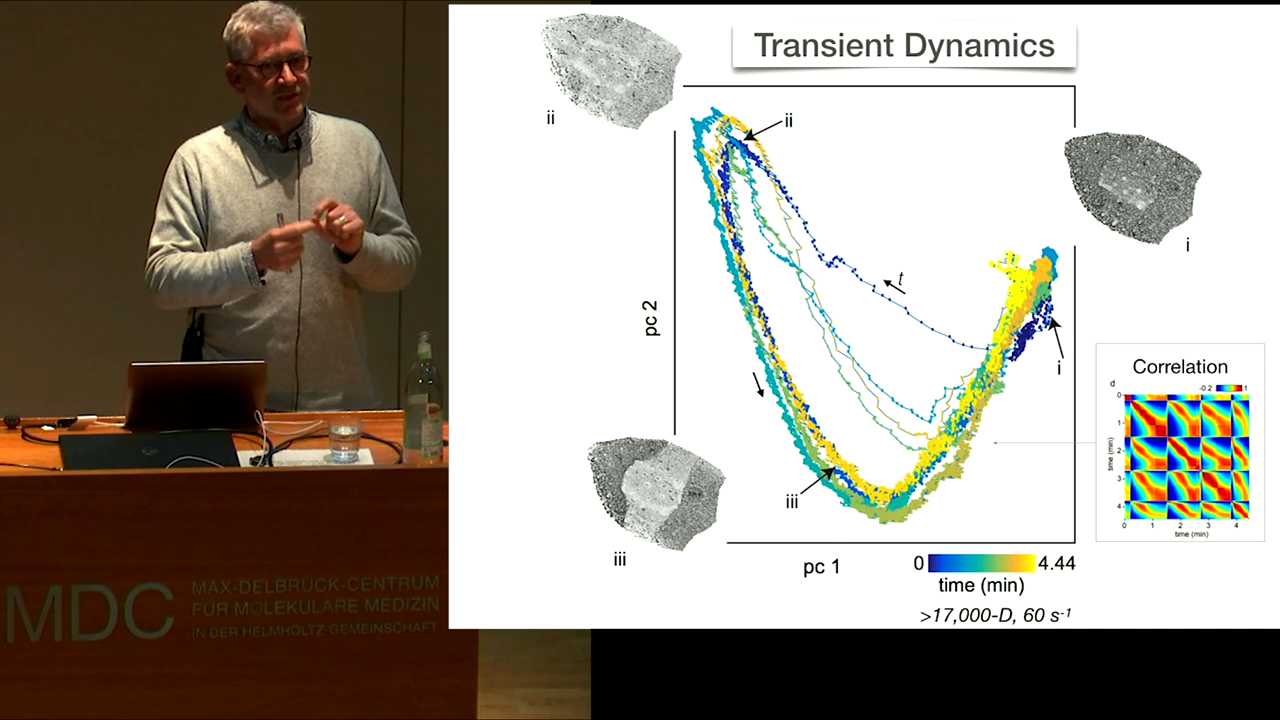 Transient Dynamics
ii
ii
i
t
pc 2
i
iii
iii
pc 1
0
4.44
time (min)
>17,000-D, 60 s⁻¹
Correlation
d
-0.2
1
0
1
2
3
4
time (min)
0
1
2
3
4
time (min)
MDC
MAX-DELBRÜCK-CENTRUM
FÜR MOLEKULARE MEDIZIN
IN DER HELMHOLTZ-GEMEINSCHAFT